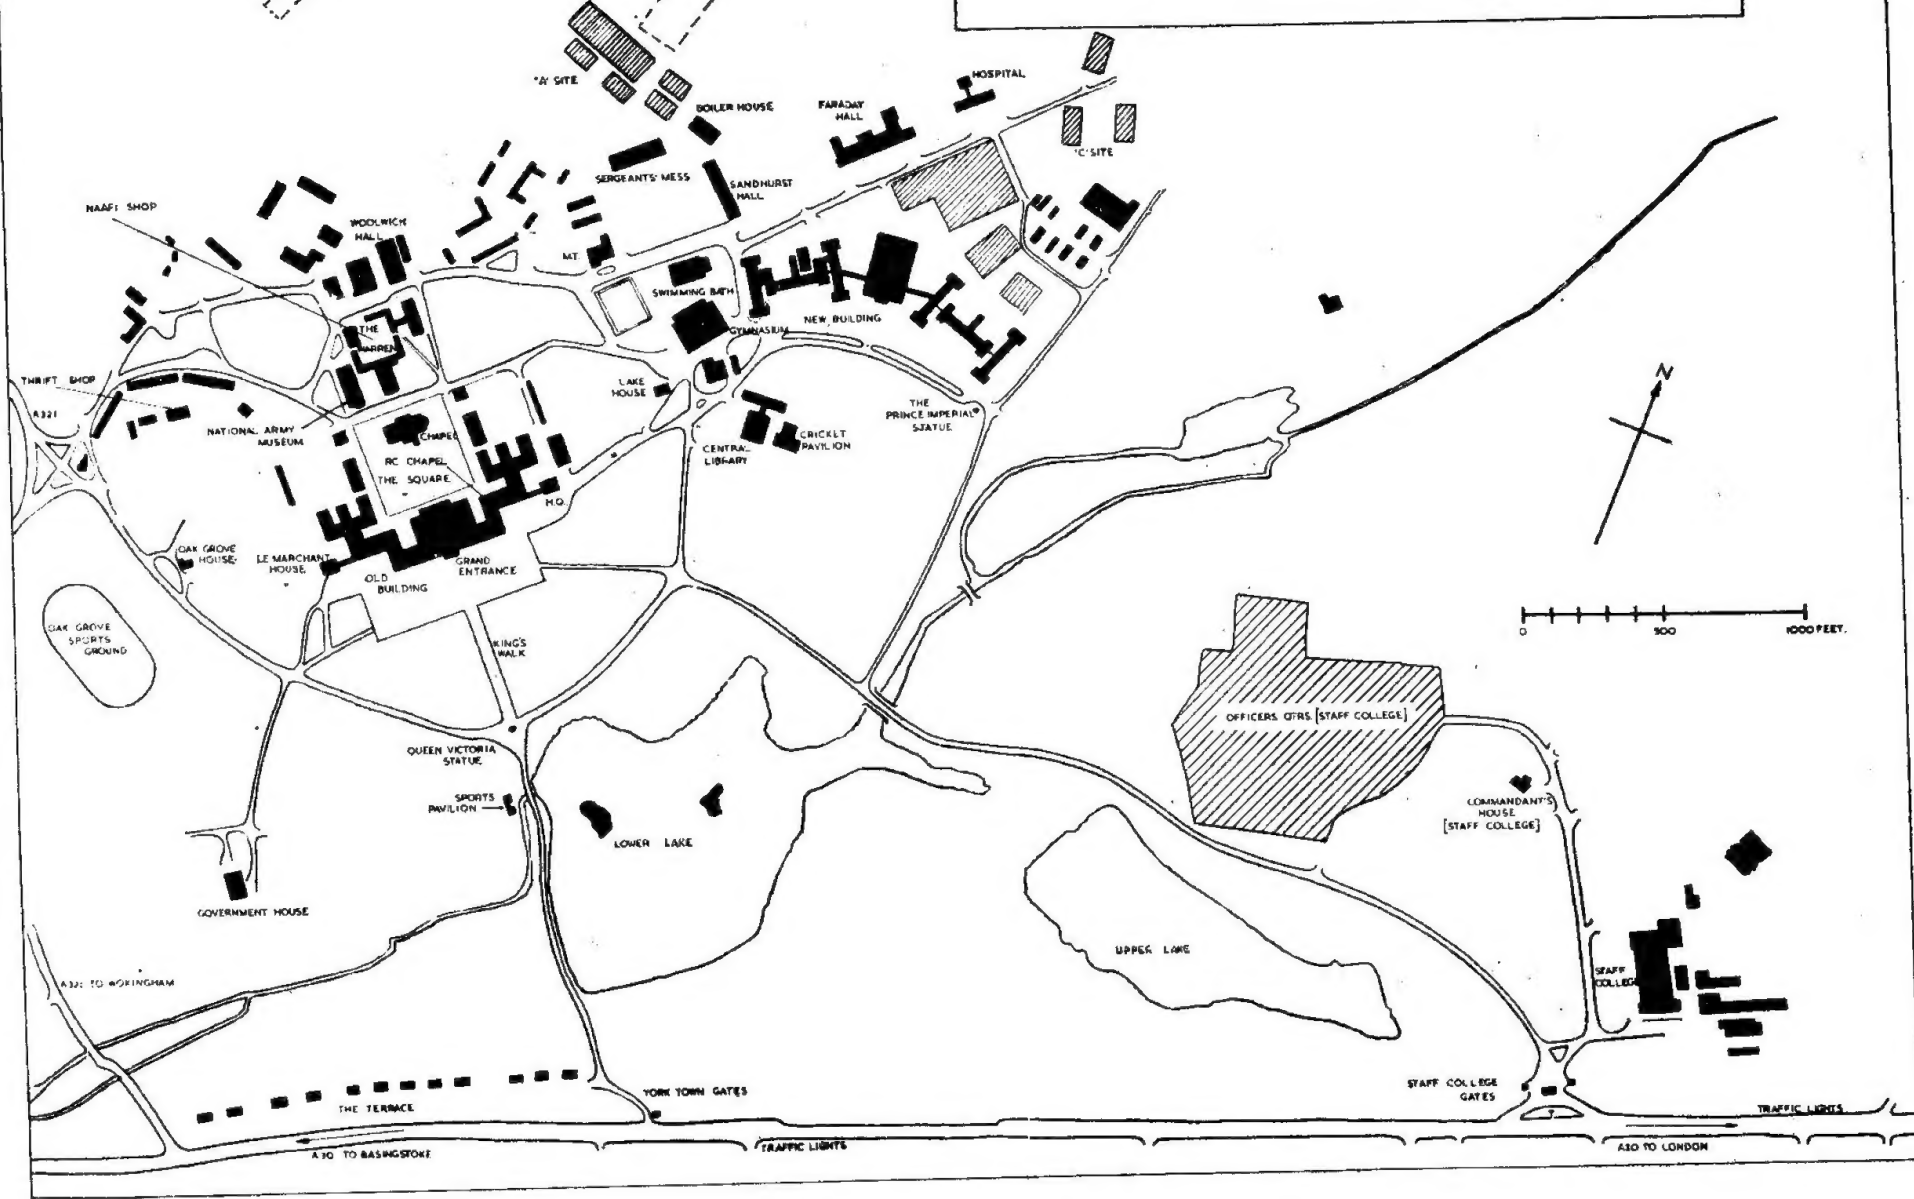 'A' SITE
BOILER HOUSE
FARADAY
HALL
HOSPITAL
'C' SITE
SERGEANTS' MESS
SANDHURST
HALL
NAAFI SHOP
WOOLWICH
HALL
M.T.
SWIMMING BATH
GYMNASIUM
NEW BUILDING
THE
WARREN
THRIFT SHOP
A321
NATIONAL ARMY
MUSEUM
CHAPEL
RC CHAPEL
THE SQUARE
LAKE
HOUSE
CENTRAL
LIBRARY
CRICKET
PAVILION
THE
PRINCE IMPERIAL
STATUE
N
H.Q.
OAK GROVE
HOUSE
LE MARCHANT
HOUSE
OLD
BUILDING
GRAND
ENTRANCE
OAK GROVE
SPORTS
GROUND
KING'S
WALK
0 500 1000 FEET.
OFFICERS QTRS. [STAFF COLLEGE]
QUEEN VICTORIA
STATUE
SPORTS
PAVILION
LOWER LAKE
COMMANDANT'S
HOUSE
[STAFF COLLEGE]
GOVERNMENT HOUSE
UPPER LAKE
STAFF
COLLEGE
A321 TO WOKINGHAM
THE TERRACE
YORK TOWN GATES
STAFF COLLEGE
GATES
TRAFFIC LIGHTS
A30 TO BASINGSTOKE
TRAFFIC LIGHTS
A30 TO LONDON